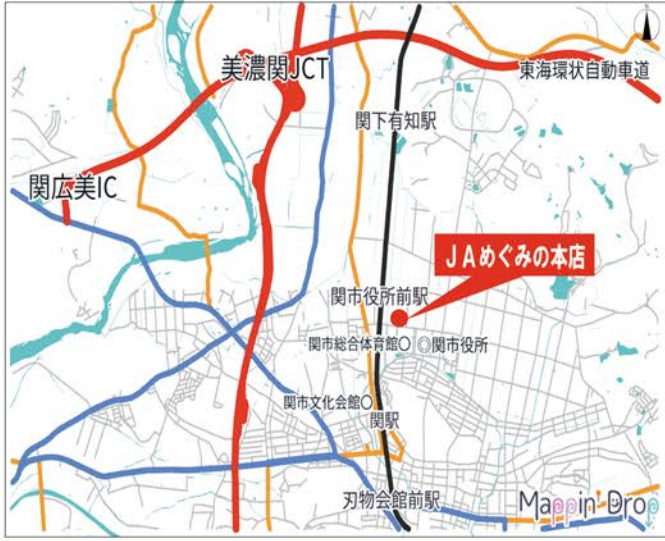 美濃関JCT
東海環状自動車道
関下有知駅
関広美IC
JAめぐみの本店
関市役所前駅
関市総合体育館○ ◎関市役所
関市文化会館○
関駅
刃物会館前駅
Mappin Drop